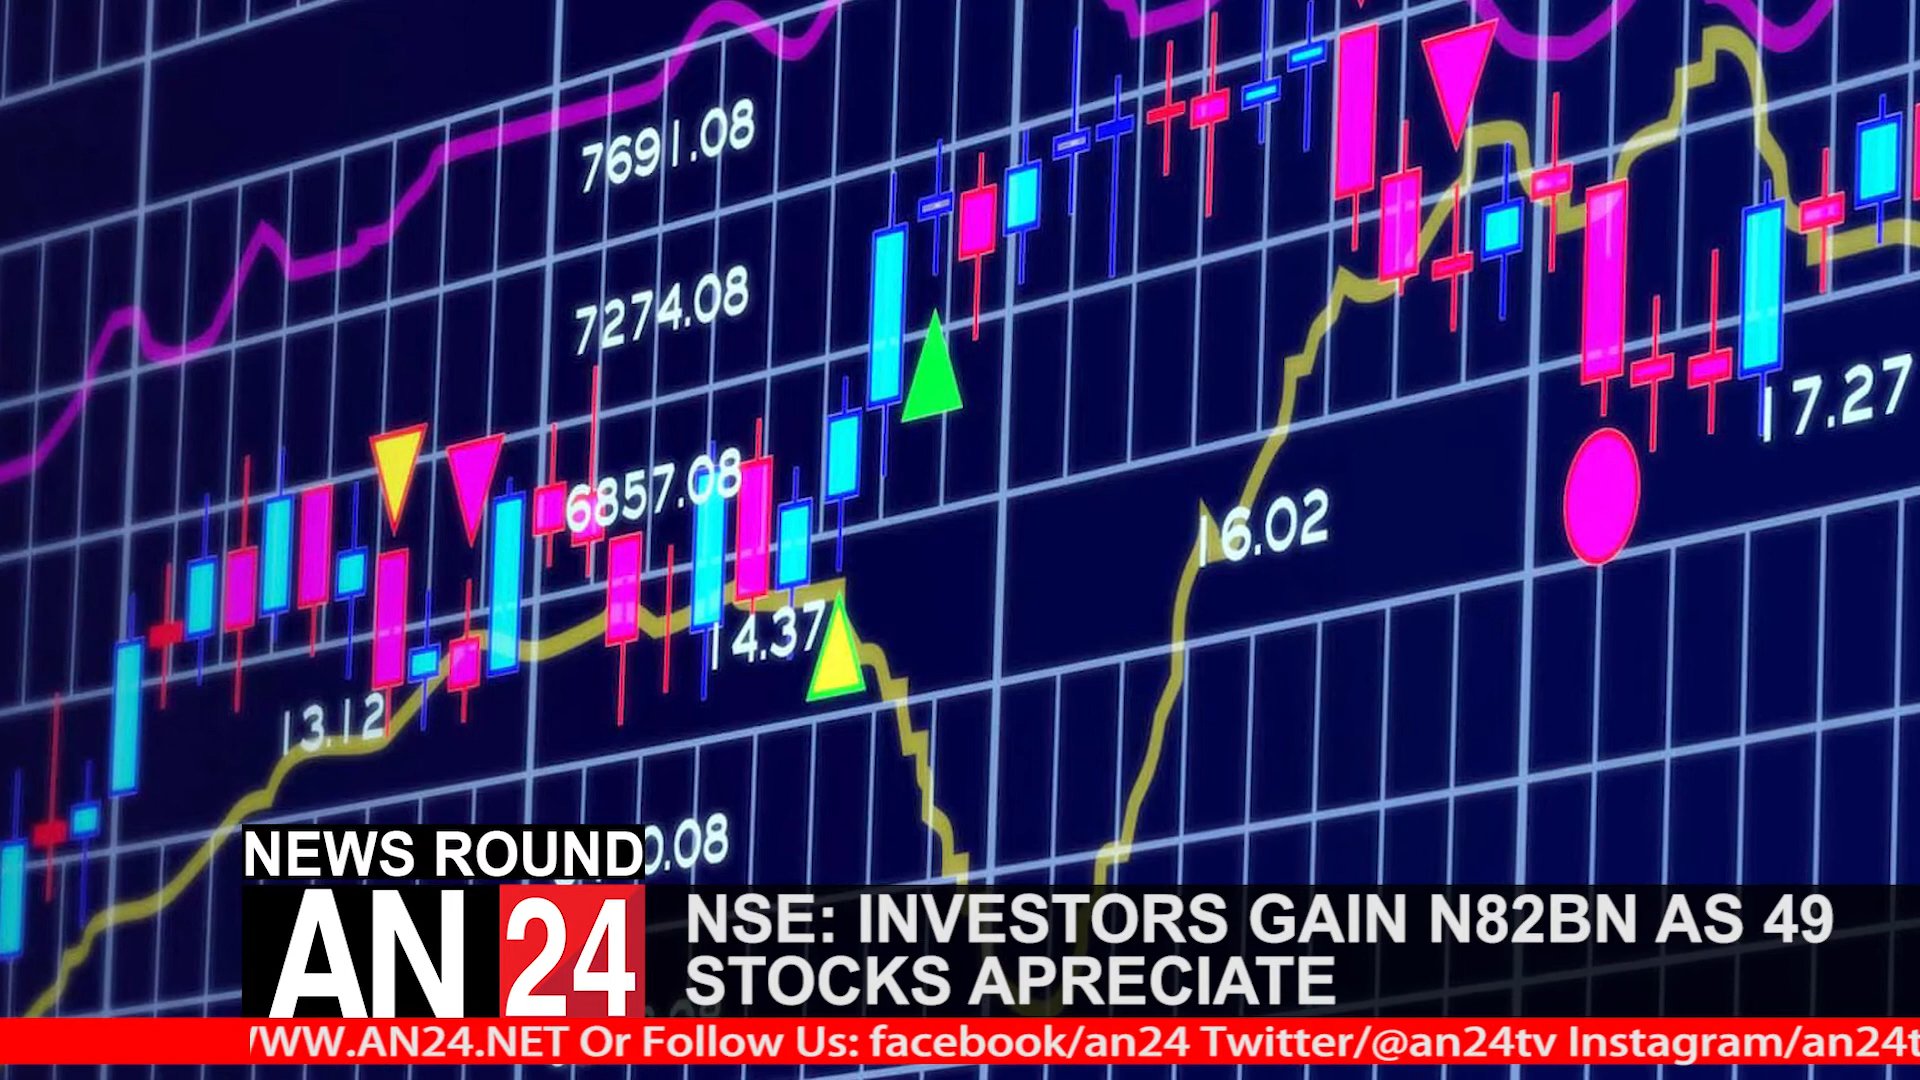 7691.08
7274.08
6857.08
17.27
16.02
14.37
13.12
0.08
NEWS ROUND
AN 24
NSE: INVESTORS GAIN N82BN AS 49
STOCKS APRECIATE
WW.AN24.NET Or Follow Us: facebook/an24 Twitter/@an24tv Instagram/an24t